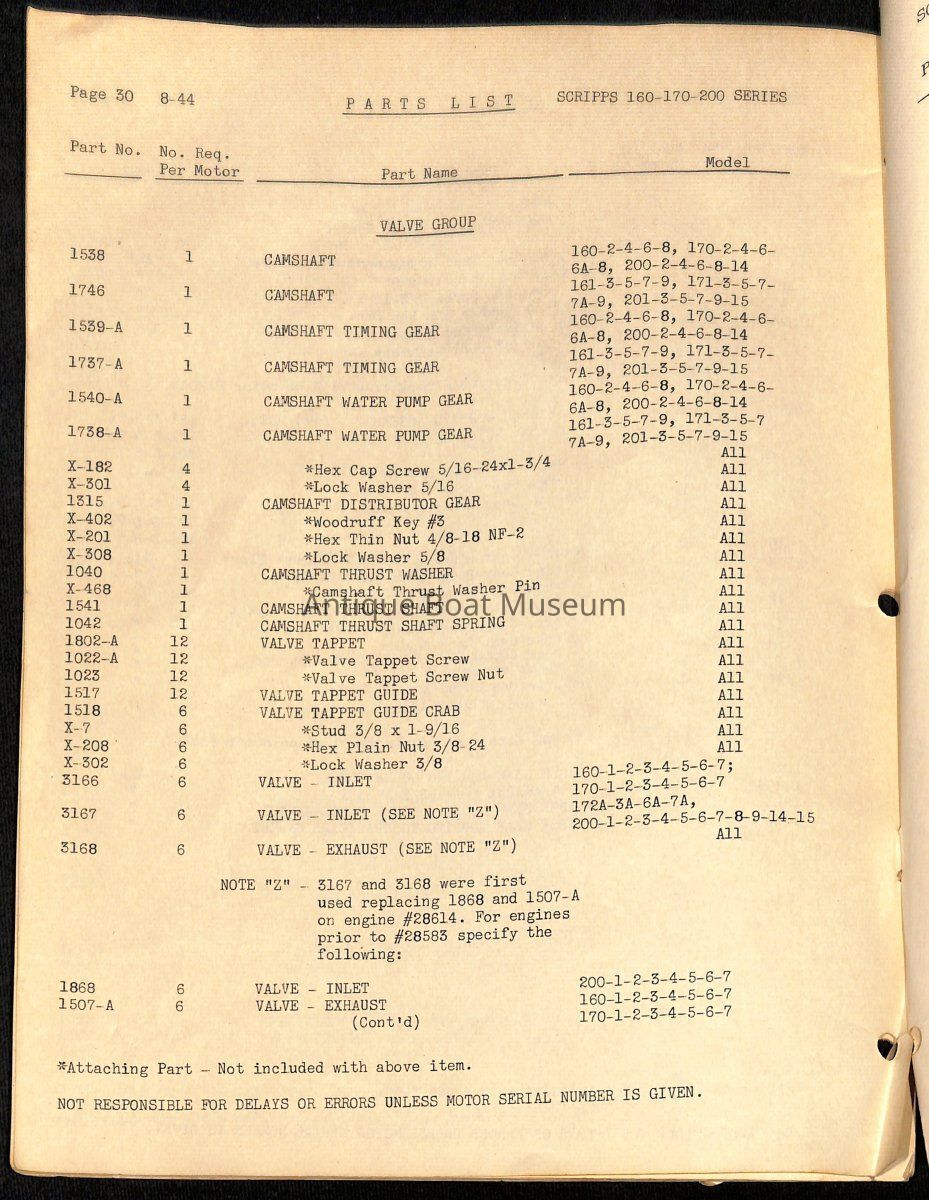 Page 30 8-44 PARTS LIST SCRIPPS 160-170-200 SERIES
Part No. No. Req. Per Motor Part Name Model
VALVE GROUP
1538 1 CAMSHAFT 160-2-4-6-8, 170-2-4-6-
6A-8, 200-2-4-6-8-14
1746 1 CAMSHAFT 161-3-5-7-9, 171-3-5-7-
7A-9, 201-3-5-7-9-15
1539-A 1 CAMSHAFT TIMING GEAR 160-2-4-6-8, 170-2-4-6-
6A-8, 200-2-4-6-8-14
1737-A 1 CAMSHAFT TIMING GEAR 161-3-5-7-9, 171-3-5-7-
7A-9, 201-3-5-7-9-15
1540-A 1 CAMSHAFT WATER PUMP GEAR 160-2-4-6-8, 170-2-4-6-
6A-8, 200-2-4-6-8-14
1738-A 1 CAMSHAFT WATER PUMP GEAR 161-3-5-7-9, 171-3-5-7
7A-9, 201-3-5-7-9-15
All
X-182 4 *Hex Cap Screw 5/16-24x1-3/4 All
X-301 4 *Lock Washer 5/16 All
1315 1 CAMSHAFT DISTRIBUTOR GEAR All
X-402 1 *Woodruff Key #3 All
X-201 1 *Hex Thin Nut 4/8-18 NF-2 All
X-308 1 *Lock Washer 5/8 All
1040 1 CAMSHAFT THRUST WASHER All
X-468 1 *Camshaft Thrust Washer Pin All
1541 1 CAMSHAFT THRUST SHAFT All
Antique Boat Museum
1042 1 CAMSHAFT THRUST SHAFT SPRING All
1802-A 12 VALVE TAPPET All
1022-A 12 *Valve Tappet Screw All
1023 12 *Valve Tappet Screw Nut All
1517 12 VALVE TAPPET GUIDE All
1518 6 VALVE TAPPET GUIDE CRAB All
X-7 6 *Stud 3/8 x 1-9/16 All
X-208 6 *Hex Plain Nut 3/8-24 All
X-302 6 *Lock Washer 3/8 160-1-2-3-4-5-6-7;
3166 6 VALVE - INLET 170-1-2-3-4-5-6-7
172A-3A-6A-7A,
3167 6 VALVE - INLET (SEE NOTE "Z") 200-1-2-3-4-5-6-7-8-9-14-15
All
3168 6 VALVE - EXHAUST (SEE NOTE "Z")
NOTE "Z" - 3167 and 3168 were first
used replacing 1868 and 1507-A
on engine #28614. For engines
prior to #28583 specify the
following:
1868 6 VALVE - INLET 200-1-2-3-4-5-6-7
1507-A 6 VALVE - EXHAUST 160-1-2-3-4-5-6-7
(Cont'd) 170-1-2-3-4-5-6-7
*Attaching Part - Not included with above item.
NOT RESPONSIBLE FOR DELAYS OR ERRORS UNLESS MOTOR SERIAL NUMBER IS GIVEN.